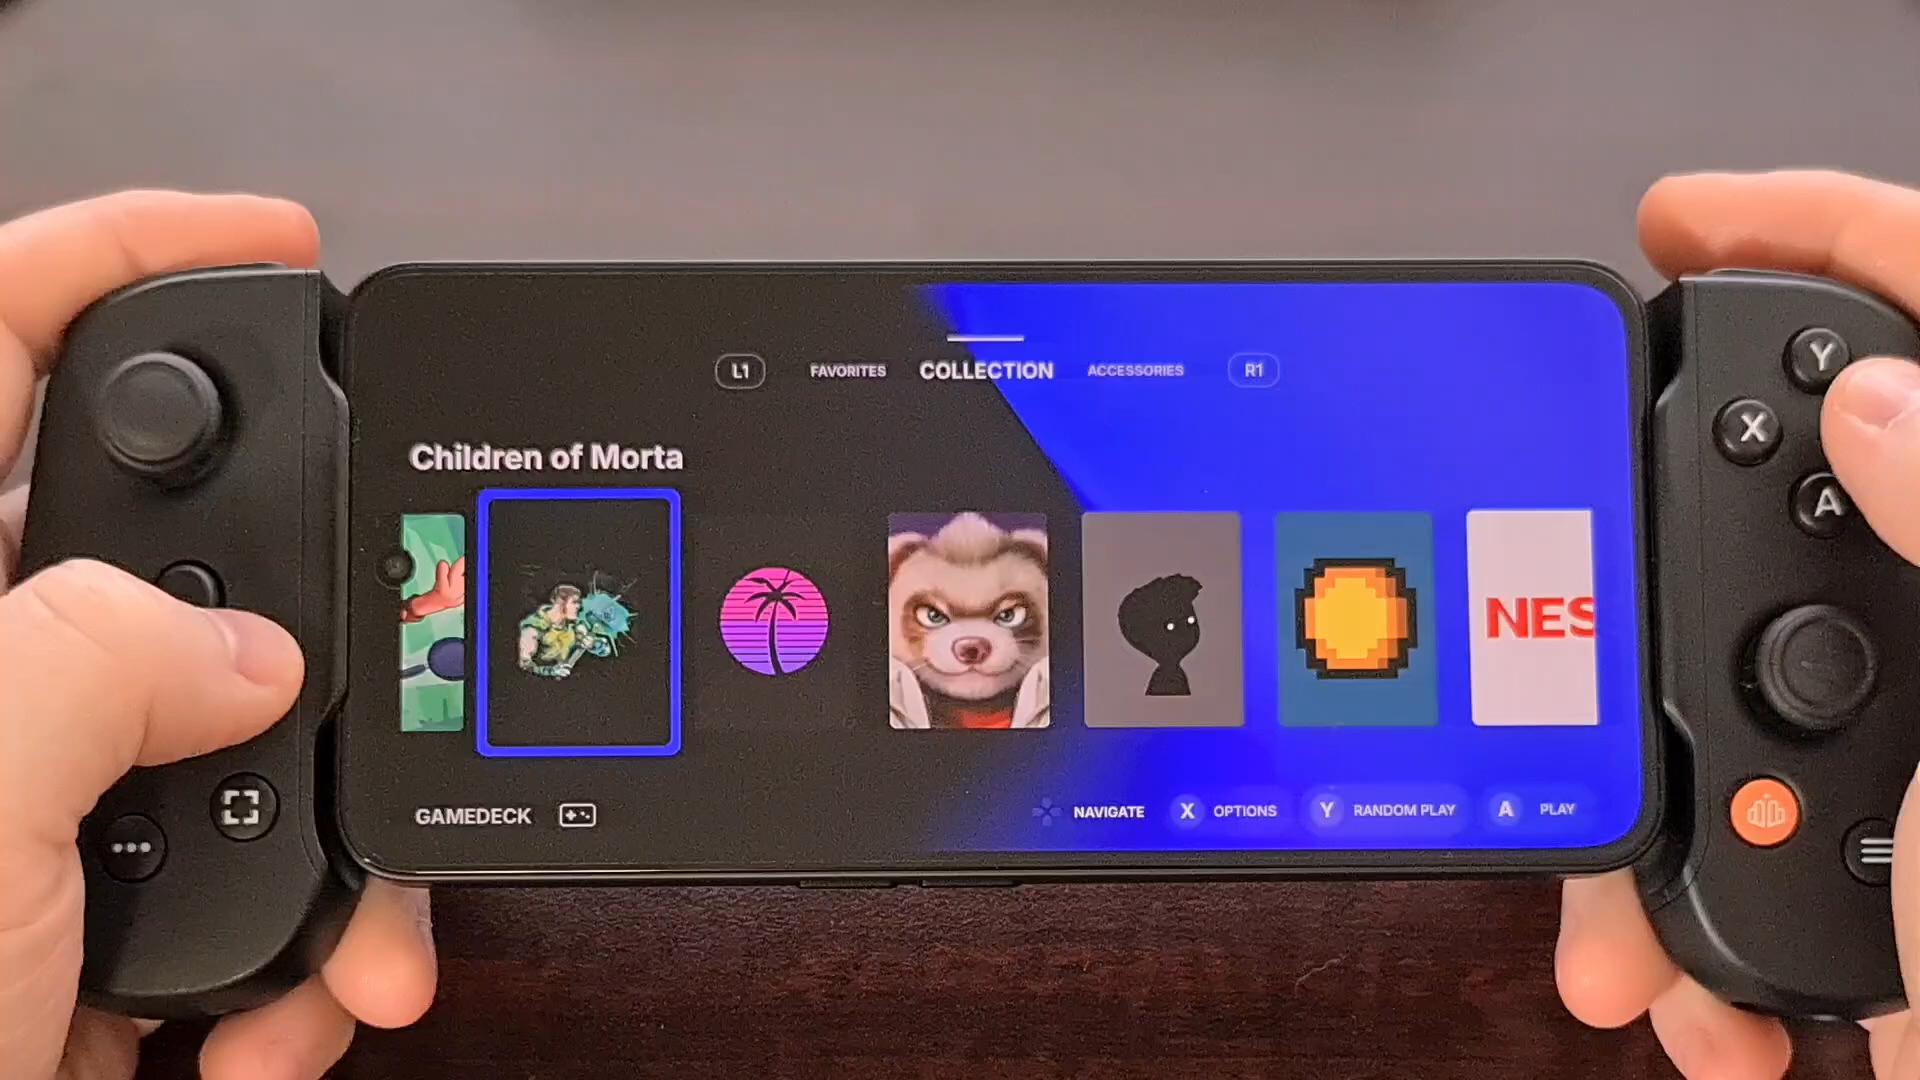 L1 FAVORITES COLLECTION ACCESSORIES R1
Children of Morta
NES
GAMEDECK NAVIGATE X OPTIONS Y RANDOM PLAY A PLAY
Y
X
A